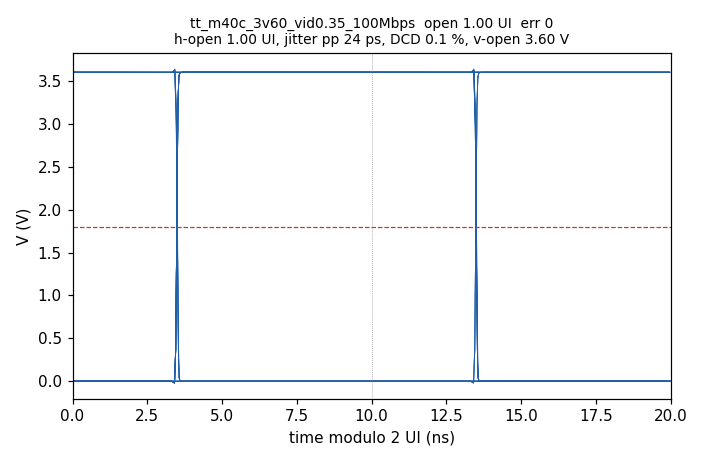 tt_m40c_3v60_vid0.35_100Mbps  open 1.00 UI  err 0
h-open 1.00 UI, jitter pp 24 ps, DCD 0.1 %, v-open 3.60 V
3.5
3.0
2.5
2.0
1.5
1.0
0.5
0.0
V (V)
0.0 2.5 5.0 7.5 10.0 12.5 15.0 17.5 20.0
time modulo 2 UI (ns)